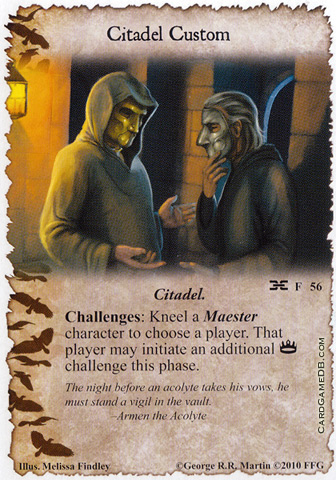 Citadel Custom
F 56
Citadel.
Challenges: Kneel a Maester
character to choose a player. That
player may initiate an additional
challenge this phase.
The night before an acolyte takes his vows, he
must stand a vigil in the vault.
–Armen the Acolyte
Illus. Melissa Findley ©George R.R. Martin ©2010 FFG
CARDGAMEDB.COM